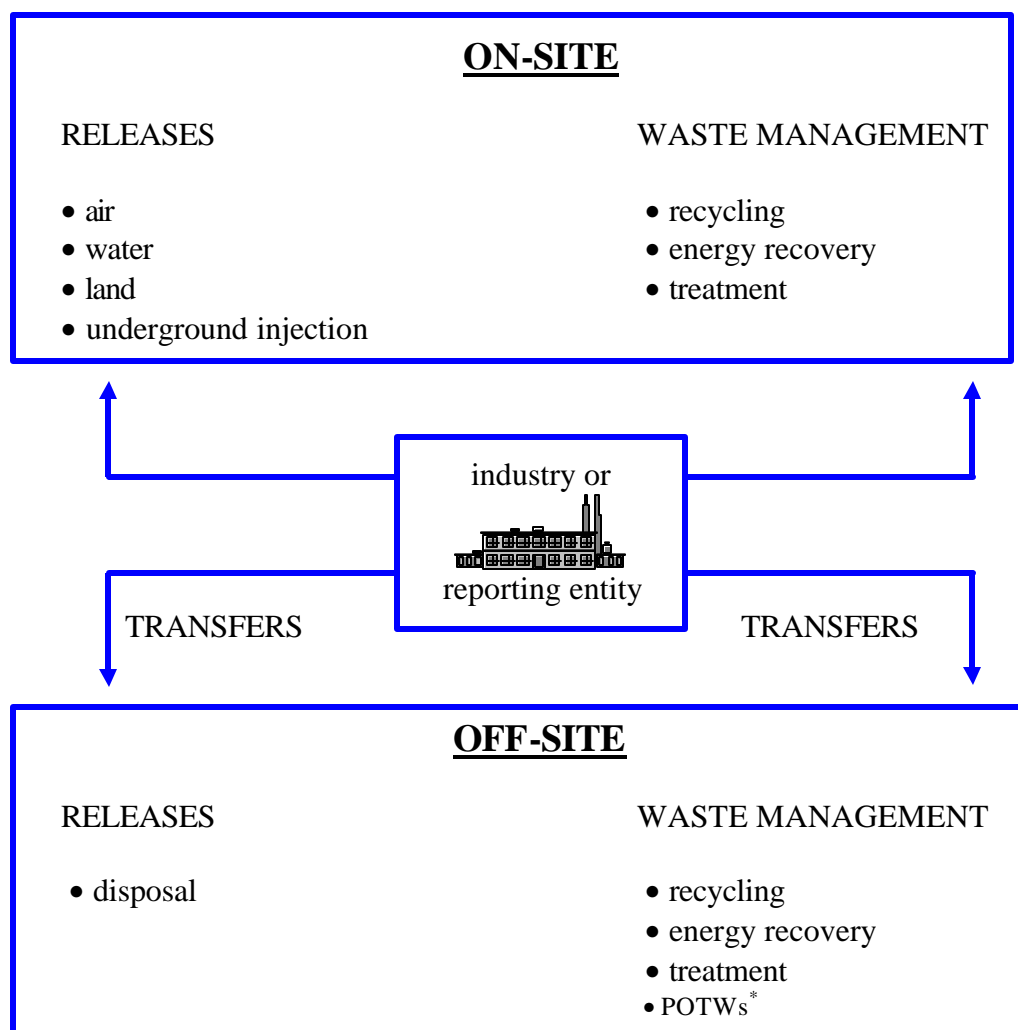 ON-SITE
RELEASES
WASTE MANAGEMENT
• air
• water
• land
• underground injection
• recycling
• energy recovery
• treatment
industry or
reporting entity
TRANSFERS
TRANSFERS
OFF-SITE
RELEASES
WASTE MANAGEMENT
• disposal
• recycling
• energy recovery
• treatment
• POTWs*